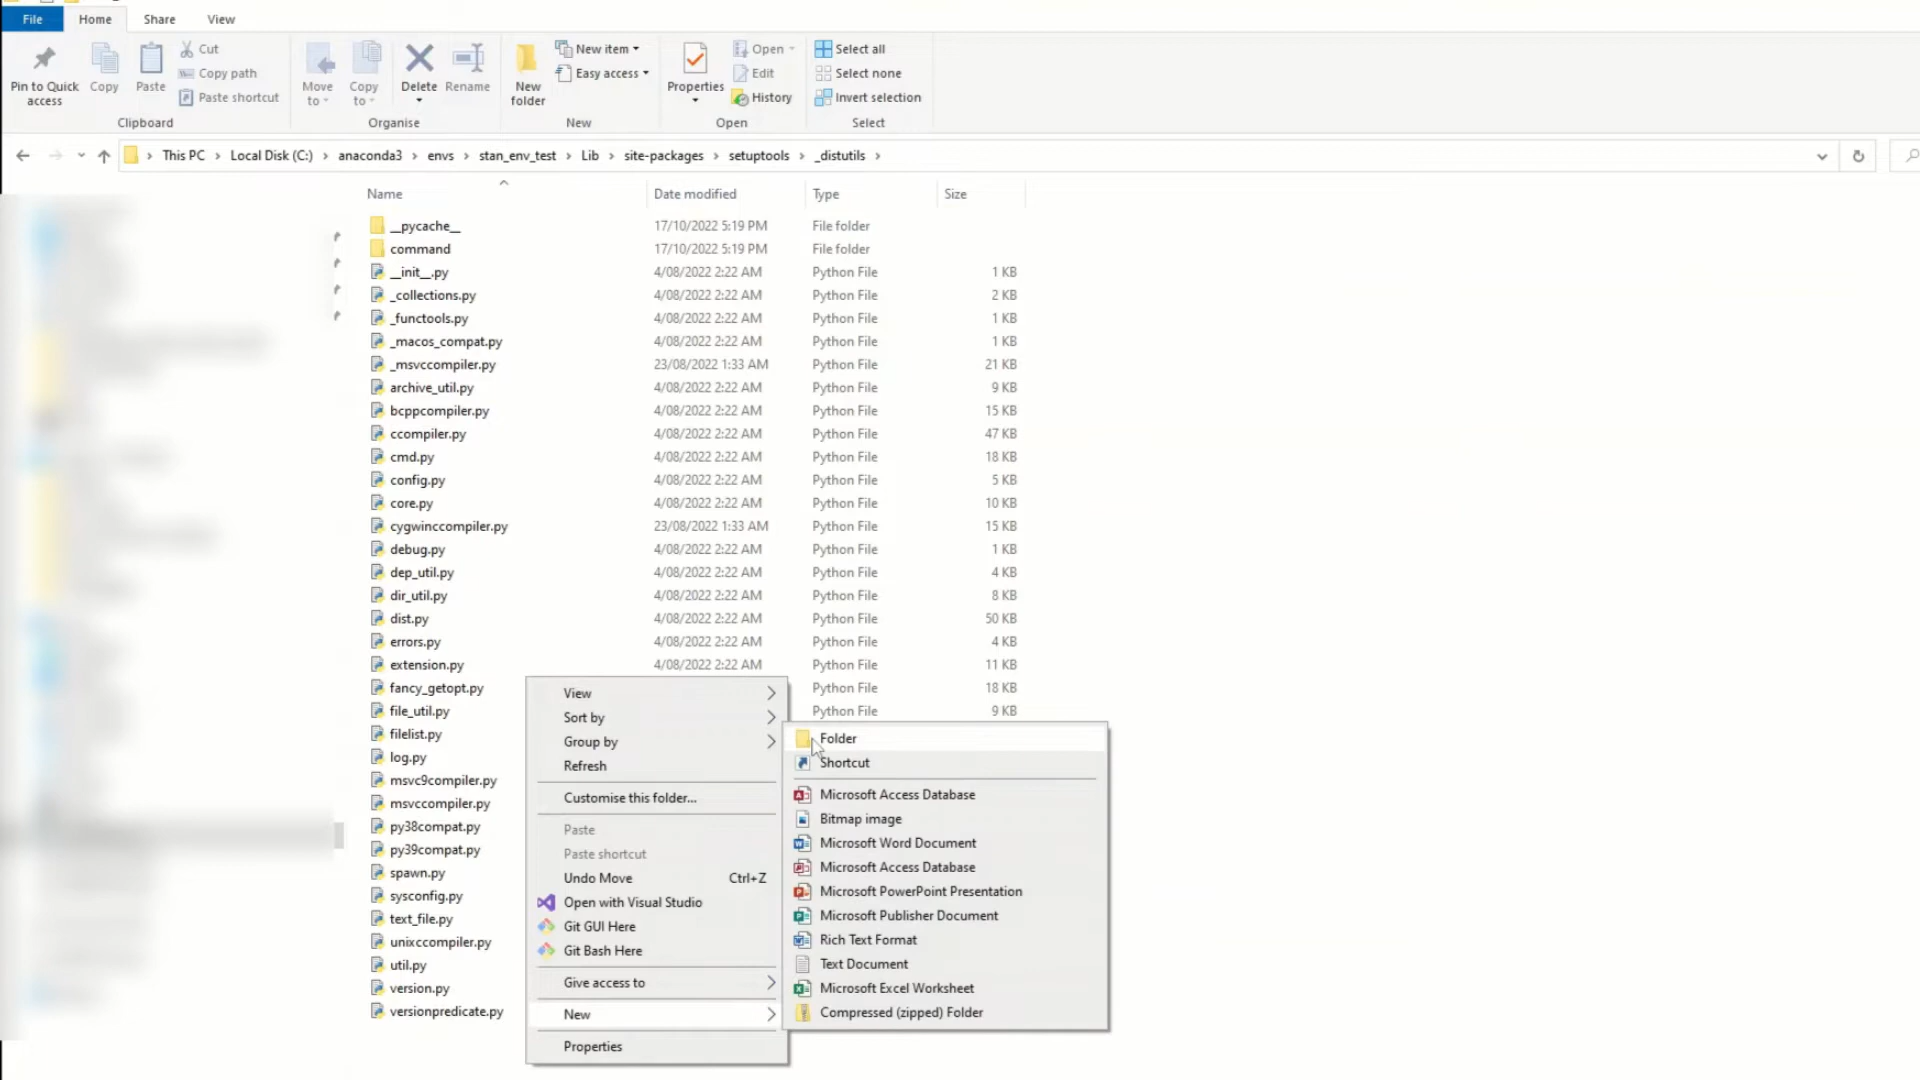 File Home Share View
Pin to Quick access Copy Paste Cut Copy path Paste shortcut Move to Copy to Delete Rename New folder New item Easy access Properties Open Edit History Select all Select none Invert selection
Clipboard Organise New Open Select
This PC Local Disk (C:) anaconda3 envs stan_env_test Lib site-packages setuptools _distutils
Name Date modified Type Size
__pycache__ 17/10/2022 5:19 PM File folder
command 17/10/2022 5:19 PM File folder
__init__.py 4/08/2022 2:22 AM Python File 1 KB
_collections.py 4/08/2022 2:22 AM Python File 2 KB
_functools.py 4/08/2022 2:22 AM Python File 1 KB
_macos_compat.py 4/08/2022 2:22 AM Python File 1 KB
_msvccompiler.py 23/08/2022 1:33 AM Python File 21 KB
archive_util.py 4/08/2022 2:22 AM Python File 9 KB
bcppcompiler.py 4/08/2022 2:22 AM Python File 15 KB
ccompiler.py 4/08/2022 2:22 AM Python File 47 KB
cmd.py 4/08/2022 2:22 AM Python File 18 KB
config.py 4/08/2022 2:22 AM Python File 5 KB
core.py 4/08/2022 2:22 AM Python File 10 KB
cygwinccompiler.py 23/08/2022 1:33 AM Python File 15 KB
debug.py 4/08/2022 2:22 AM Python File 1 KB
dep_util.py 4/08/2022 2:22 AM Python File 4 KB
dir_util.py 4/08/2022 2:22 AM Python File 8 KB
dist.py 4/08/2022 2:22 AM Python File 50 KB
errors.py 4/08/2022 2:22 AM Python File 4 KB
extension.py 4/08/2022 2:22 AM Python File 11 KB
fancy_getopt.py Python File 18 KB
file_util.py Python File 9 KB
filelist.py
log.py
msvc9compiler.py
msvccompiler.py
py38compat.py
py39compat.py
spawn.py
sysconfig.py
text_file.py
unixccompiler.py
util.py
version.py
versionpredicate.py
View
Sort by
Group by
Refresh
Customise this folder...
Paste
Paste shortcut
Undo Move Ctrl+Z
Open with Visual Studio
Git GUI Here
Git Bash Here
Give access to
New
Properties
Folder
Shortcut
Microsoft Access Database
Bitmap image
Microsoft Word Document
Microsoft Access Database
Microsoft PowerPoint Presentation
Microsoft Publisher Document
Rich Text Format
Text Document
Microsoft Excel Worksheet
Compressed (zipped) Folder